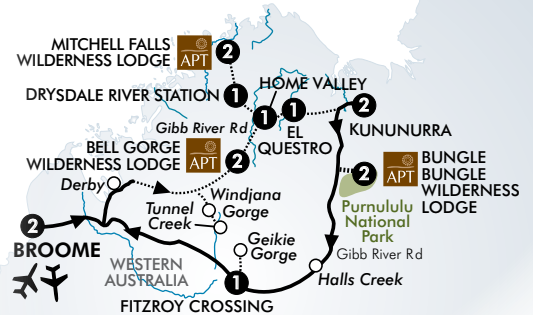 MITCHELL FALLS
WILDERNESS LODGE
APT
2
DRYSDALE RIVER STATION
1
HOME VALLEY
1
1
EL
QUESTRO
2
KUNUNURRA
Gibb River Rd
BELL GORGE
WILDERNESS LODGE
APT
2
BUNGLE
BUNGLE
WILDERNESS
LODGE
APT
2
Purnululu
National
Park
Gibb River Rd
Derby
Windjana
Gorge
Tunnel
Creek
2
BROOME
Geikie
Gorge
WESTERN
AUSTRALIA
Halls Creek
1
FITZROY CROSSING